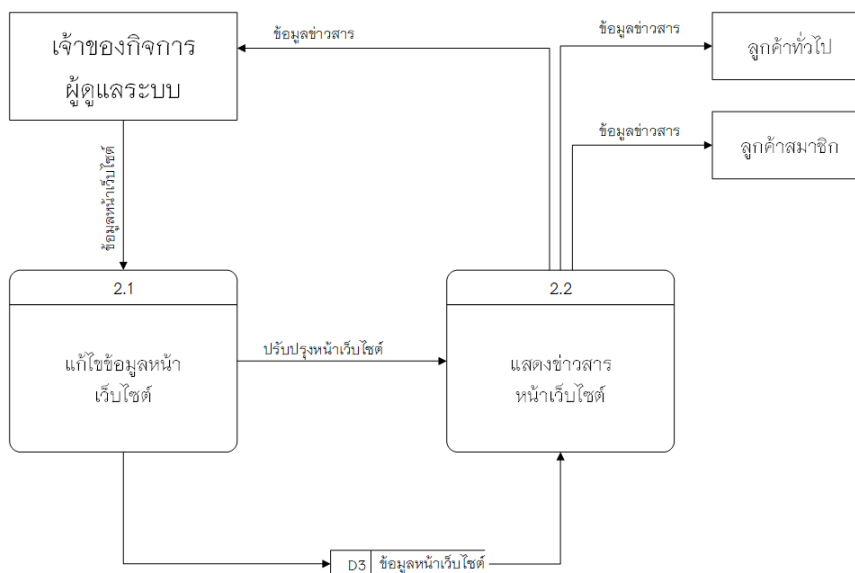 เจ้าของกิจการ
ผู้ดูแลระบบ
ข้อมูลข่าวสาร
ข้อมูลข่าวสาร
ลูกค้าทั่วไป
ข้อมูลข่าวสาร
ลูกค้าสมาชิก
ข้อมูลหน้าเว็บไซต์
2.1
แก้ไขข้อมูลหน้า
เว็บไซต์
ปรับปรุงหน้าเว็บไซต์
2.2
แสดงข่าวสาร
หน้าเว็บไซต์
D3 ข้อมูลหน้าเว็บไซต์